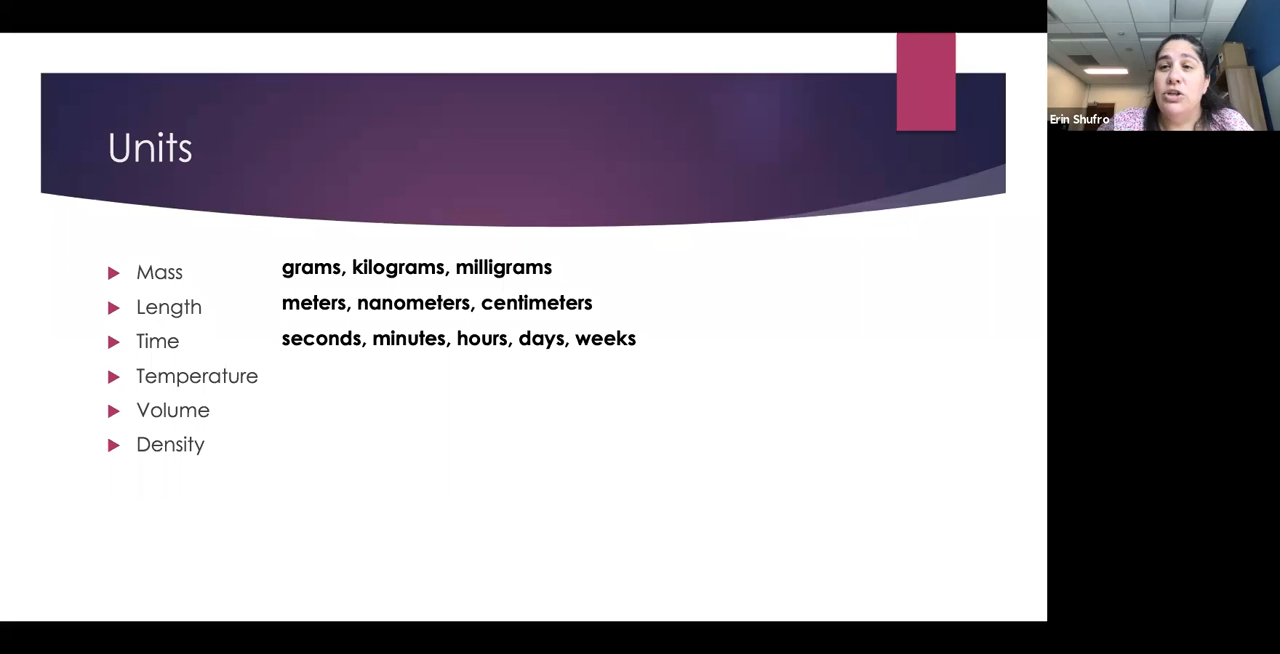 Units
Mass grams, kilograms, milligrams
Length meters, nanometers, centimeters
Time seconds, minutes, hours, days, weeks
Temperature
Volume
Density
Erin Shufro